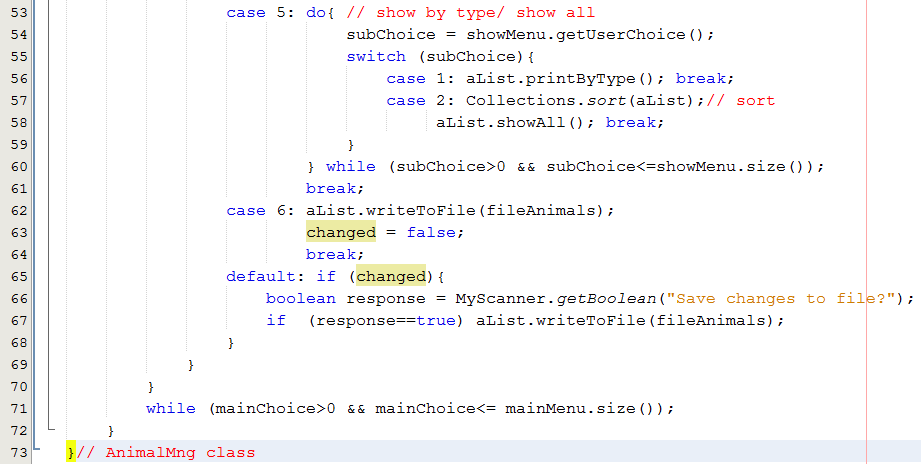 53 case 5: do{ // show by type/ show all
54 subChoice = showMenu.getUserChoice();
55 switch (subChoice){
56 case 1: aList.printByType(); break;
57 case 2: Collections.sort(aList);// sort
58 aList.showAll(); break;
59 }
60 } while (subChoice>0 && subChoice<=showMenu.size());
61 break;
62 case 6: aList.writeToFile(fileAnimals);
63 changed = false;
64 break;
65 default: if (changed){
66 boolean response = MyScanner.getBoolean("Save changes to file?");
67 if (response==true) aList.writeToFile(fileAnimals);
68 }
69 }
70 }
71 while (mainChoice>0 && mainChoice<= mainMenu.size());
72 }
73 }// AnimalMng class